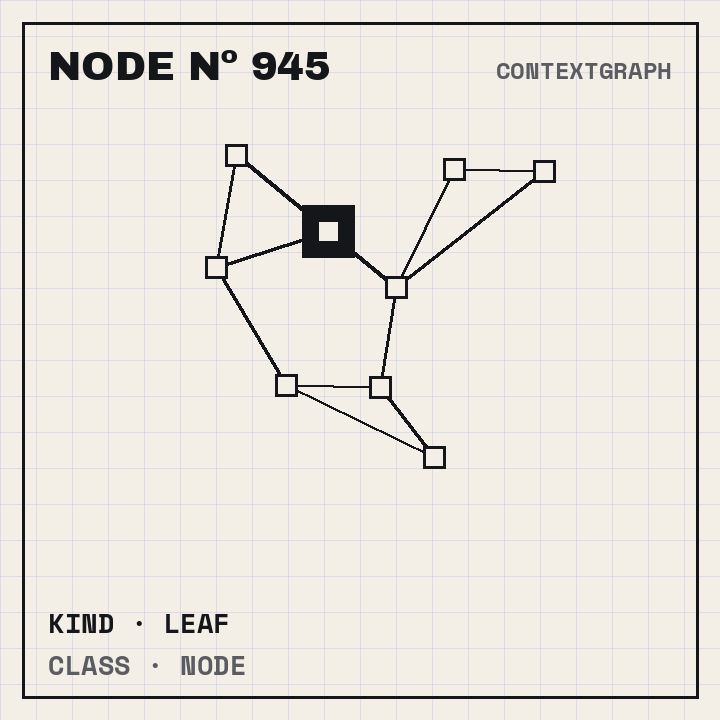 NODE Nº 945
CONTEXTGRAPH
KIND · LEAF
CLASS · NODE